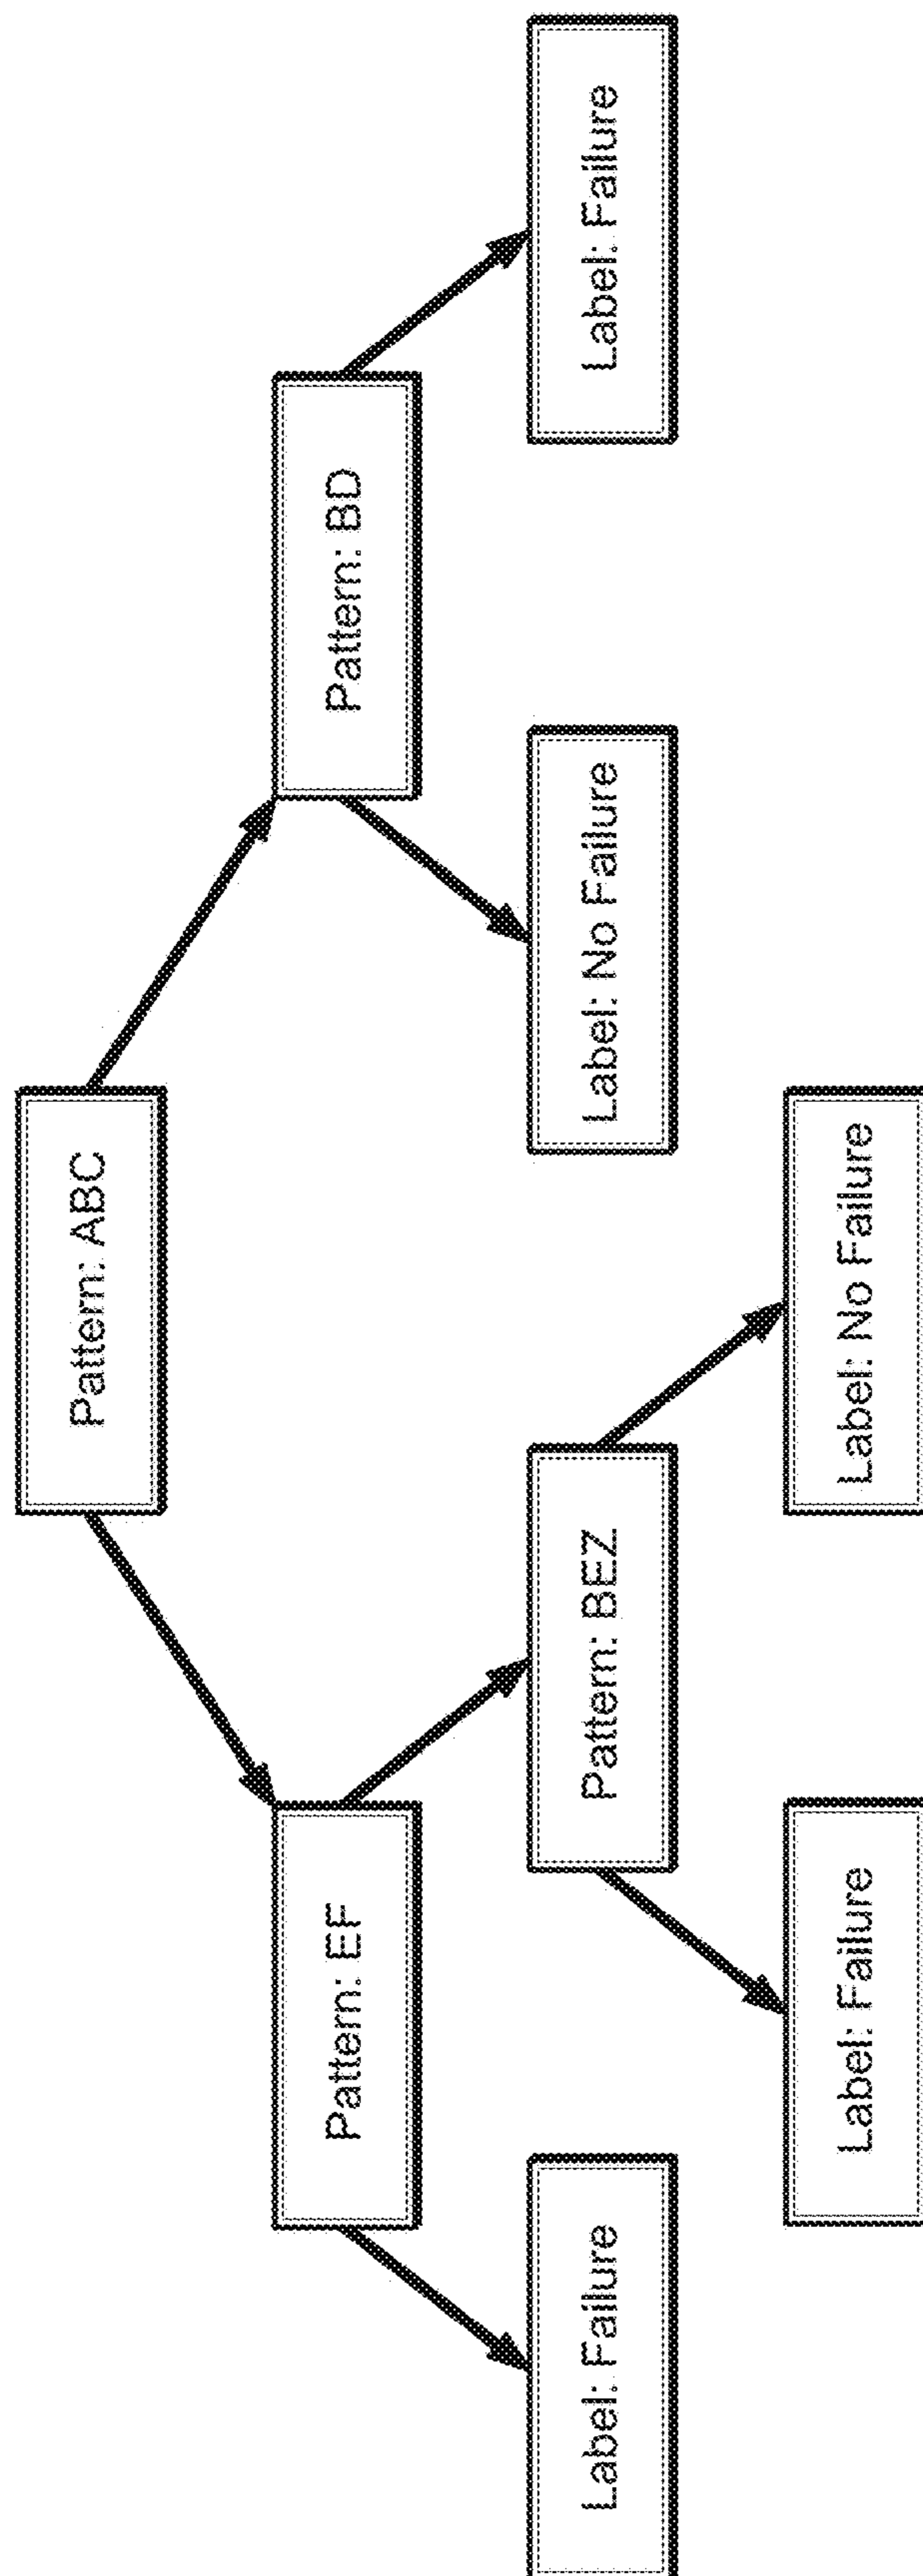 Pattern: ABC
Pattern: EF
Pattern: BD
Label: Failure
Pattern: BEZ
Label: No Failure
Label: Failure
Label: Failure
Label: No Failure